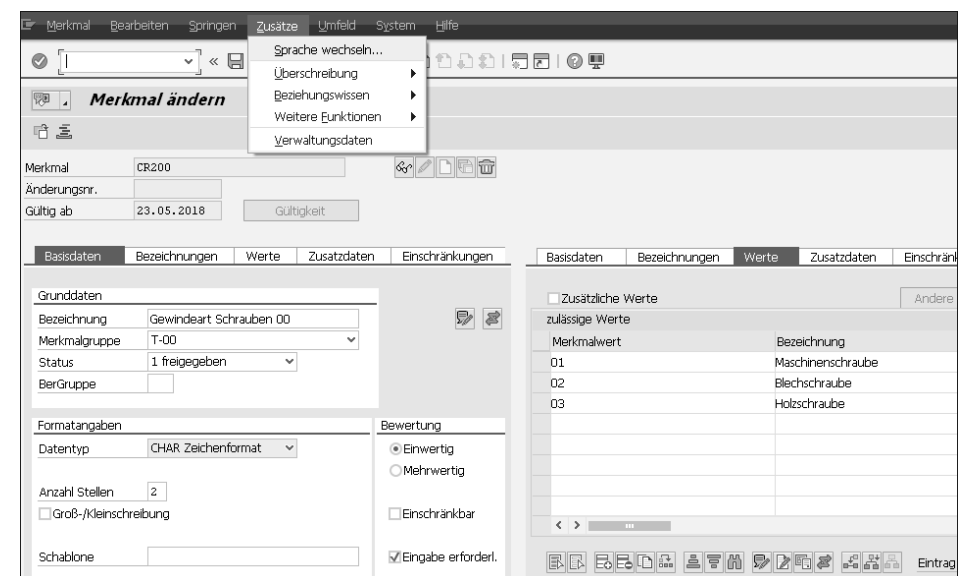 Merkmal Bearbeiten Springen Zusätze Umfeld System Hilfe
Sprache wechseln...
Überschreibung
Beziehungswissen
Weitere Funktionen
Verwaltungsdaten
Merkmal ändern
Merkmal CR200
Änderungsnr.
Gültig ab 23.05.2018 Gültigkeit
Basisdaten Bezeichnungen Werte Zusatzdaten Einschränkungen
Grunddaten
Bezeichnung Gewindeart Schrauben 00
Merkmalgruppe T-00
Status 1 freigegeben
BerGruppe
Formatangaben
Datentyp CHAR Zeichenformat
Anzahl Stellen 2
Groß-/Kleinschreibung
Schablone
Bewertung
Einwertig
Mehrwertig
Einschränkbar
Eingabe erforderl.
Basisdaten Bezeichnungen Werte Zusatzdaten Einschränk
Zusätzliche Werte Andere
zulässige Werte
Merkmalwert Bezeichnung
01 Maschinenschraube
02 Blechschraube
03 Holzschraube
Eintrag